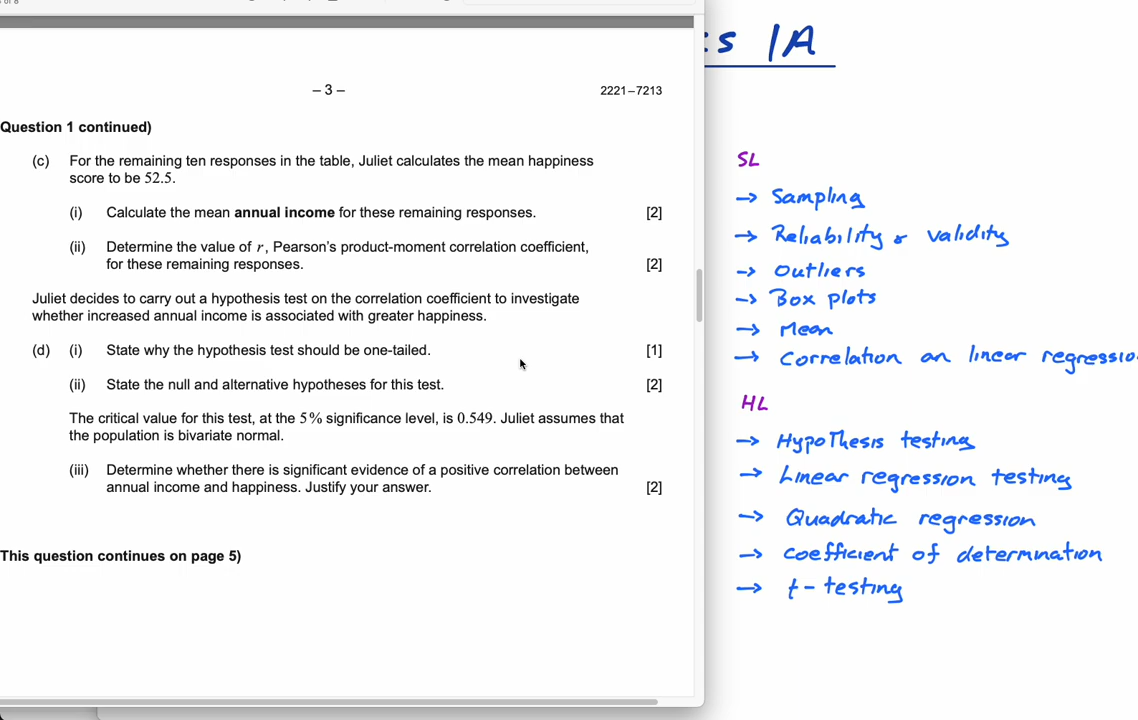 s 1A
– 3 –
2221–7213
Question 1 continued)
(c) For the remaining ten responses in the table, Juliet calculates the mean happiness
score to be 52.5.
(i) Calculate the mean annual income for these remaining responses. [2]
(ii) Determine the value of r, Pearson's product-moment correlation coefficient,
for these remaining responses. [2]
Juliet decides to carry out a hypothesis test on the correlation coefficient to investigate
whether increased annual income is associated with greater happiness.
(d) (i) State why the hypothesis test should be one-tailed. [1]
(ii) State the null and alternative hypotheses for this test. [2]
The critical value for this test, at the 5% significance level, is 0.549. Juliet assumes that
the population is bivariate normal.
(iii) Determine whether there is significant evidence of a positive correlation between
annual income and happiness. Justify your answer. [2]
This question continues on page 5)
SL
→ Sampling
→ Reliability & validity
→ Outliers
→ Box plots
→ Mean
→ Correlation an linear regressio
HL
→ Hypothesis testing
→ Linear regression testing
→ Quadratic regression
→ coefficient of determination
→ t-testing